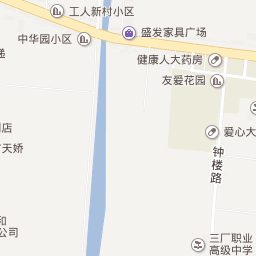 工人新村小区
盛发家具广场
中华园小区
健康人大药房
递
友爱花园
店
天娇
爱心大
钟楼路
和
公司
三厂职业
高级中学